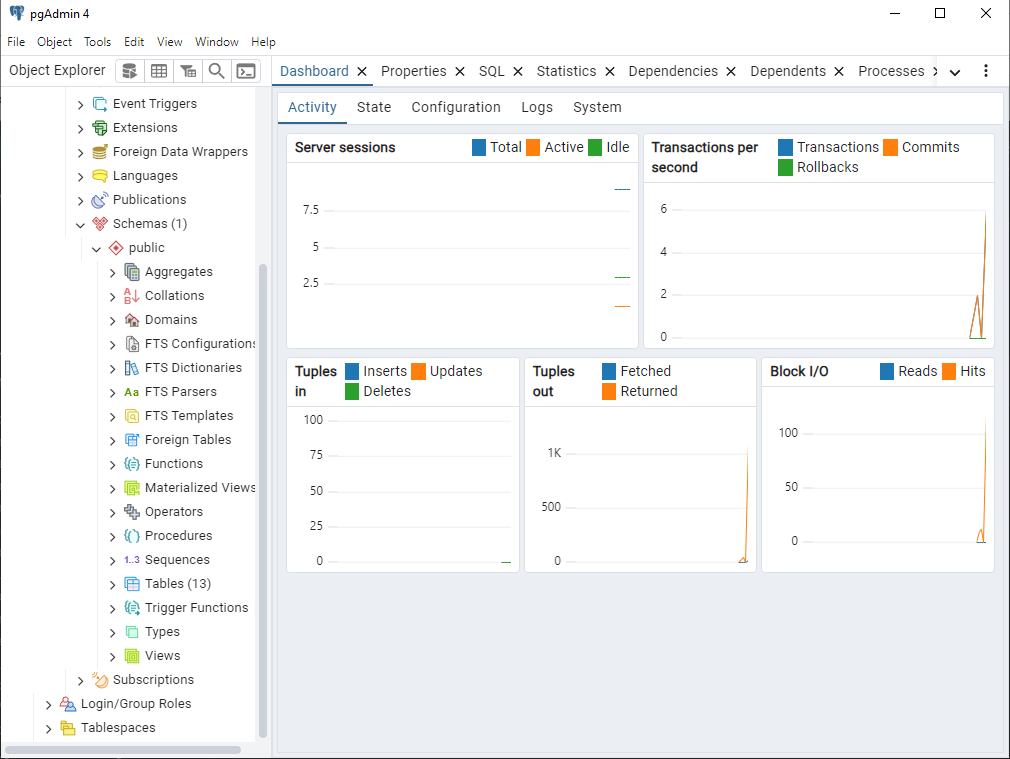 pgAdmin 4
File Object Tools Edit View Window Help
Object Explorer
Dashboard Properties SQL Statistics Dependencies Dependents Processes
Activity State Configuration Logs System
Event Triggers
Extensions
Foreign Data Wrappers
Languages
Publications
Schemas (1)
public
Aggregates
Collations
Domains
FTS Configurations
FTS Dictionaries
FTS Parsers
FTS Templates
Foreign Tables
Functions
Materialized Views
Operators
Procedures
1..3 Sequences
Tables (13)
Trigger Functions
Types
Views
Subscriptions
Login/Group Roles
Tablespaces
Server sessions Total Active Idle
7.5
5
2.5
Transactions per second
Transactions Commits
Rollbacks
6
4
2
0
Tuples in
Inserts Updates
Deletes
100
75
50
25
0
Tuples out
Fetched
Returned
1K
500
0
Block I/O Reads Hits
100
50
0